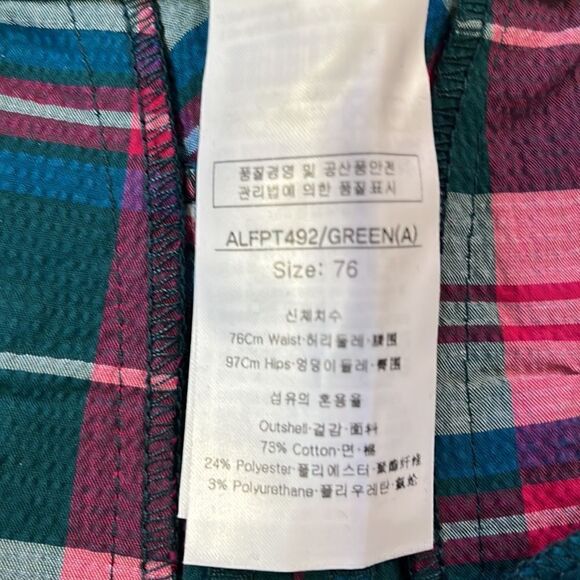 품질경영 및 공산품안전
관리법에 의한 품질표시
ALFPT492/GREEN(A)
Size: 76
신체치수
76Cm Waist·허리둘레·腰围
97Cm Hips·엉덩이둘레·臀围
섬유의 혼용율
Outshell·겉감·面料
73% Cotton·면·棉
24% Polyester·폴리에스터·聚酯纤维
3% Polyurethane·폴리우레탄·氨纶